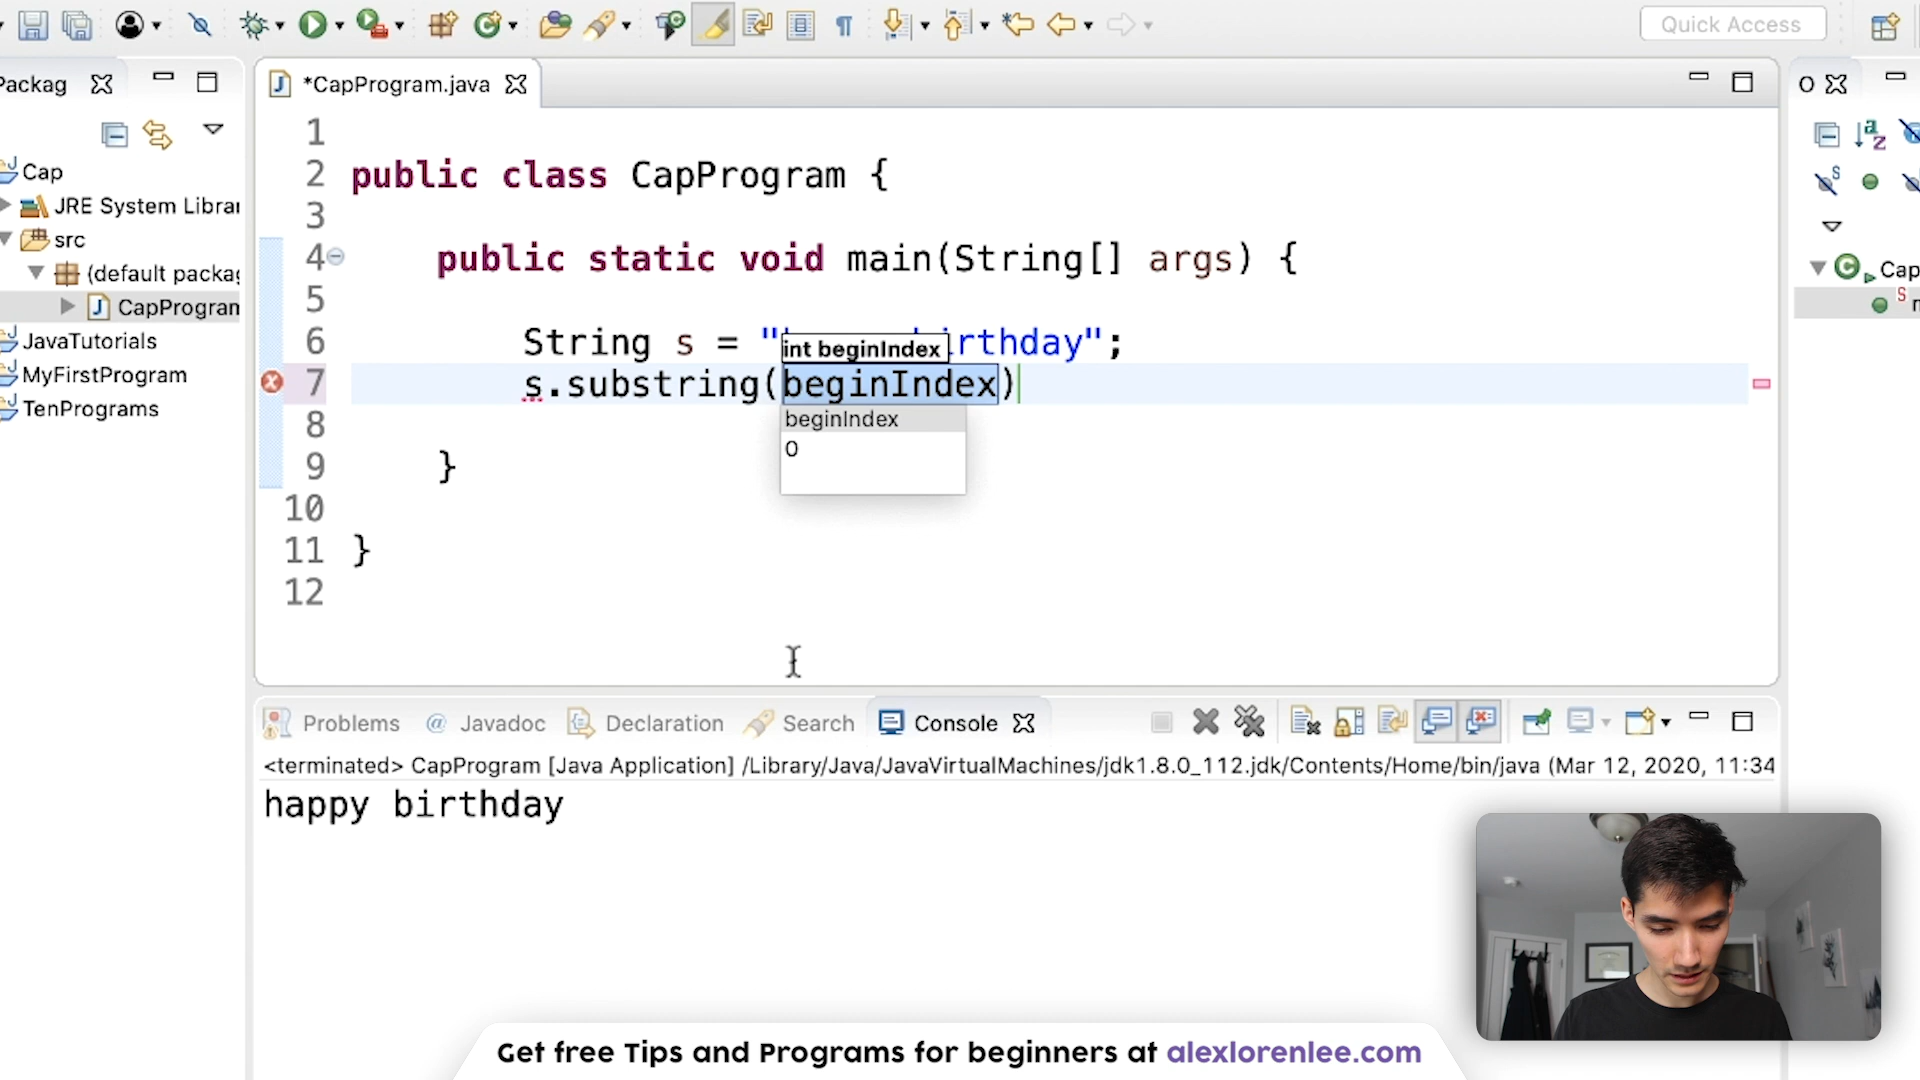 Quick Access
Packag
*CapProgram.java
O
Cap
JRE System Librar
src
(default packag
CapProgram
JavaTutorials
MyFirstProgram
TenPrograms
1
2 public class CapProgram {
3
4 public static void main(String[] args) {
5
6 String s = " irthday";
int beginIndex
7 s.substring(beginIndex)
beginIndex
0
8
9 }
10
11 }
12
Cap
Problems @ Javadoc Declaration Search Console
<terminated> CapProgram [Java Application] /Library/Java/JavaVirtualMachines/jdk1.8.0_112.jdk/Contents/Home/bin/java (Mar 12, 2020, 11:34
happy birthday
Get free Tips and Programs for beginners at alexlorenlee.com